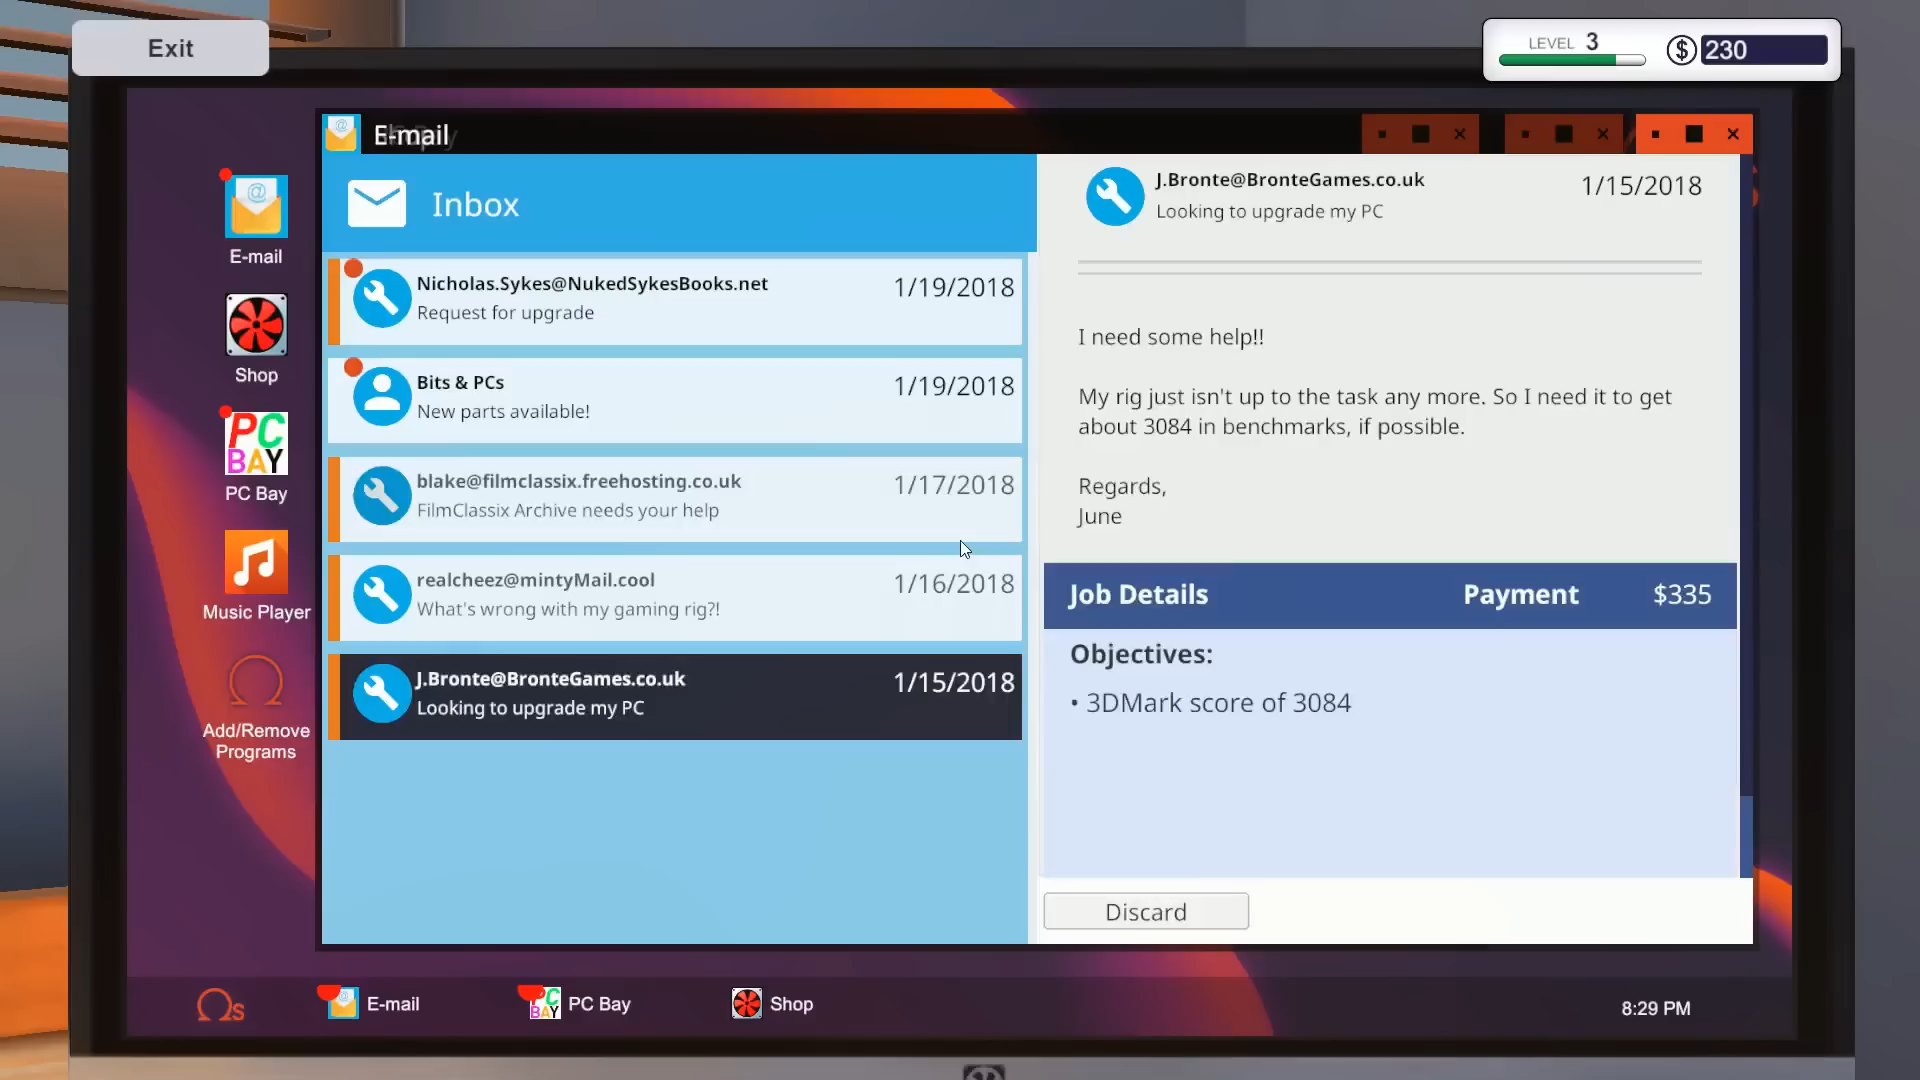 Exit
LEVEL 3
$ 230
E-mail
Inbox
Nicholas.Sykes@NukedSykesBooks.net
1/19/2018
Request for upgrade
Bits & PCs
1/19/2018
New parts available!
blake@filmclassix.freehosting.co.uk
1/17/2018
FilmClassix Archive needs your help
realcheez@mintyMail.cool
1/16/2018
What's wrong with my gaming rig?!
J.Bronte@BronteGames.co.uk
1/15/2018
Looking to upgrade my PC
J.Bronte@BronteGames.co.uk
1/15/2018
Looking to upgrade my PC
I need some help!!
My rig just isn't up to the task any more. So I need it to get
about 3084 in benchmarks, if possible.
Regards,
June
Job Details Payment $335
Objectives:
• 3DMark score of 3084
Discard
E-mail
Shop
PC
BAY
PC Bay
Music Player
Add/Remove
Programs
Ωs
E-mail
PC
BAY
PC Bay
Shop
8:29 PM